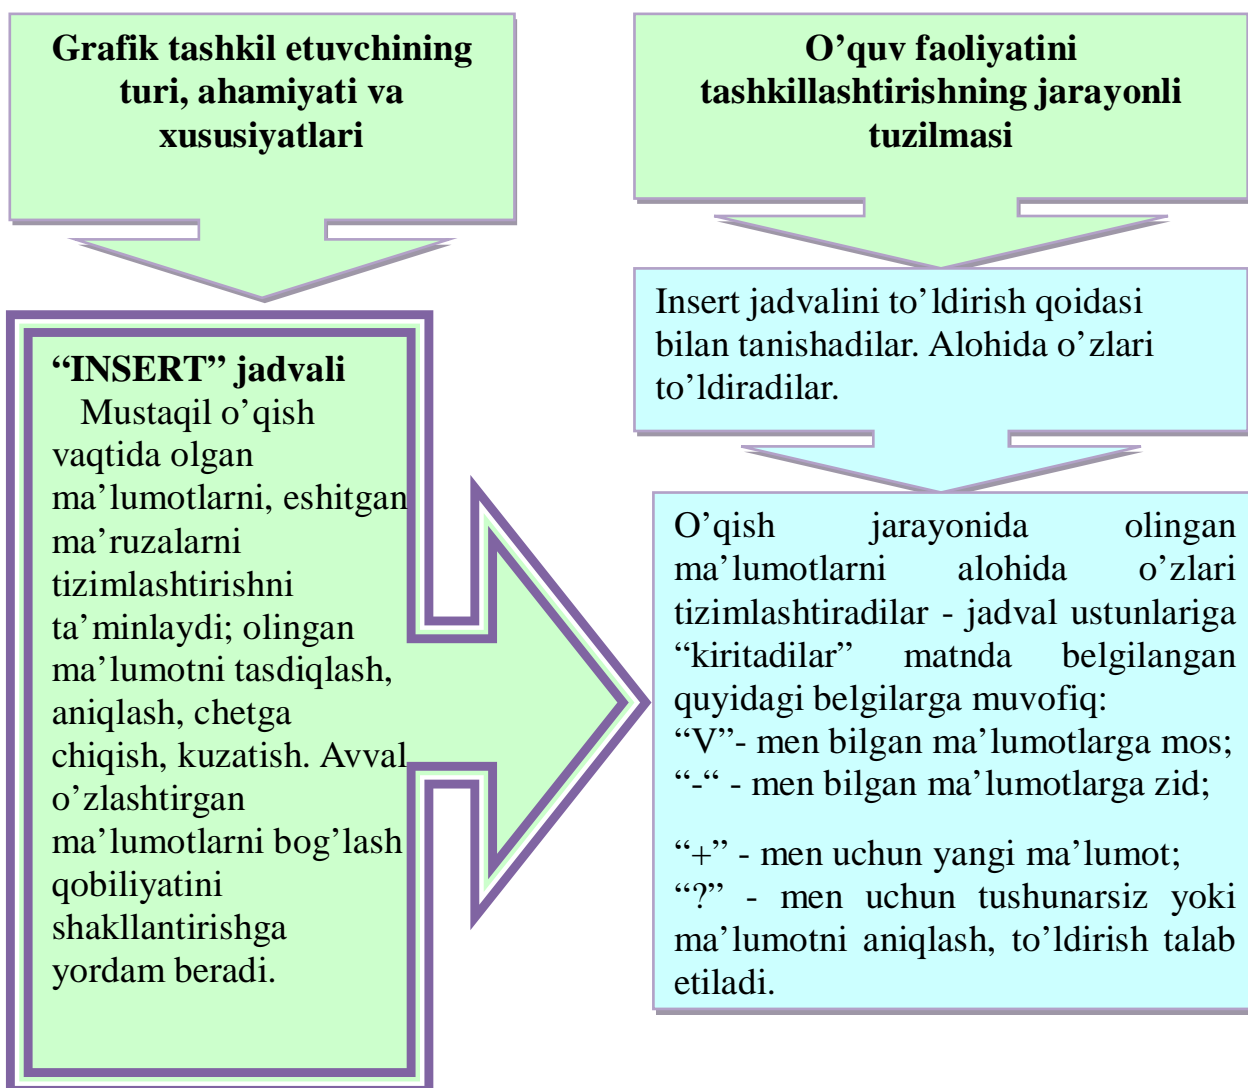 Grafik tashkil etuvchining
turi, ahamiyati va
xususiyatlari
“INSERT” jadvali
Mustaqil o’qish
vaqtida olgan
ma’lumotlarni, eshitgan
ma’ruzalarni
tizimlashtirishni
ta’minlaydi; olingan
ma’lumotni tasdiqlash,
aniqlash, chetga
chiqish, kuzatish. Avval
o’zlashtirgan
ma’lumotlarni bog’lash
qobiliyatini
shakllantirishga
yordam beradi.
O’quv faoliyatini
tashkillashtirishning jarayonli
tuzilmasi
Insert jadvalini to’ldirish qoidasi
bilan tanishadilar. Alohida o’zlari
to’ldiradilar.
O’qish jarayonida olingan
ma’lumotlarni alohida o’zlari
tizimlashtiradilar - jadval ustunlariga
“kiritadilar” matnda belgilangan
quyidagi belgilarga muvofiq:
“V”- men bilgan ma’lumotlarga mos;
“-“ - men bilgan ma’lumotlarga zid;
“+” - men uchun yangi ma’lumot;
“?” - men uchun tushunarsiz yoki
ma’lumotni aniqlash, to’ldirish talab
etiladi.